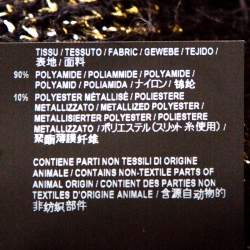 TISSU / TESSUTO / FABRIC / GEWEBE / TEJIDO /
表地 / 面料
90% POLYAMIDE / POLIAMMIDE / POLYAMID /
POLIAMID / POLIAMIDA / ナイロン / 锦纶
10% POLYESTER METALLISÉ / POLIESTERE
METALLIZZATO / METALLIZED POLYESTER /
METALLISIERTER POLYESTER / POLIESTERE
METALLIZZATO / ポリエステル(スリット 糸使用) /
聚酯薄膜纤维
CONTIENE PARTI NON TESSILI DI ORIGINE
ANIMALE / CONTAINS NON-TEXTILE PARTS OF
ANIMAL ORIGIN / CONTIENT DES PARTIES NON
TEXTILES D'ORIGINE ANIMALE / 含源自动物的
非纺织部件